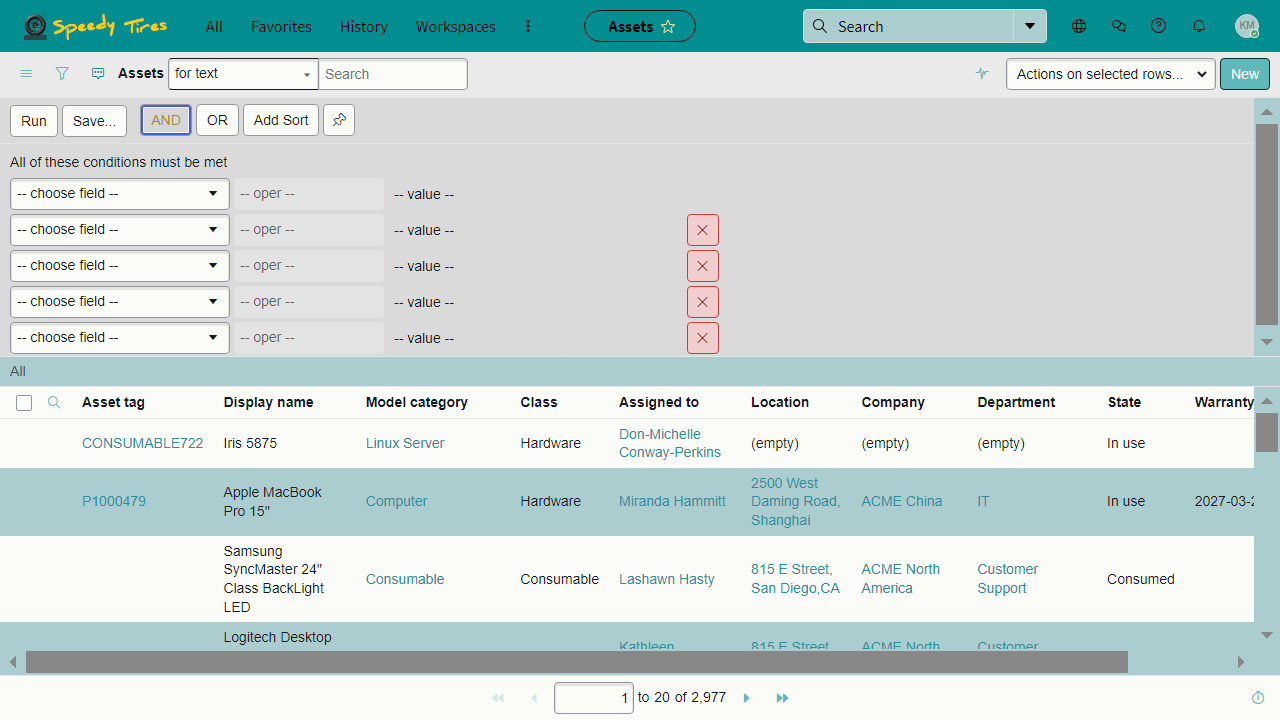 Speedy Tires All Favorites History Workspaces Assets Search KM
Assets for text Search Actions on selected rows... New
Run Save... AND OR Add Sort
All of these conditions must be met
-- choose field -- -- oper -- -- value --
-- choose field -- -- oper -- -- value --
-- choose field -- -- oper -- -- value --
-- choose field -- -- oper -- -- value --
-- choose field -- -- oper -- -- value --
All
Asset tag Display name Model category Class Assigned to Location Company Department State Warranty
CONSUMABLE722 Iris 5875 Linux Server Hardware Don-Michelle Conway-Perkins (empty) (empty) (empty) In use
P1000479 Apple MacBook Pro 15" Computer Hardware Miranda Hammitt 2500 West Daming Road, Shanghai ACME China IT In use 2027-03-2
Samsung SyncMaster 24" Class BackLight LED Consumable Consumable Lashawn Hasty 815 E Street, San Diego,CA ACME North America Customer Support Consumed
Logitech Desktop Kathleen 815 E Street, ACME North Customer
1 to 20 of 2,977